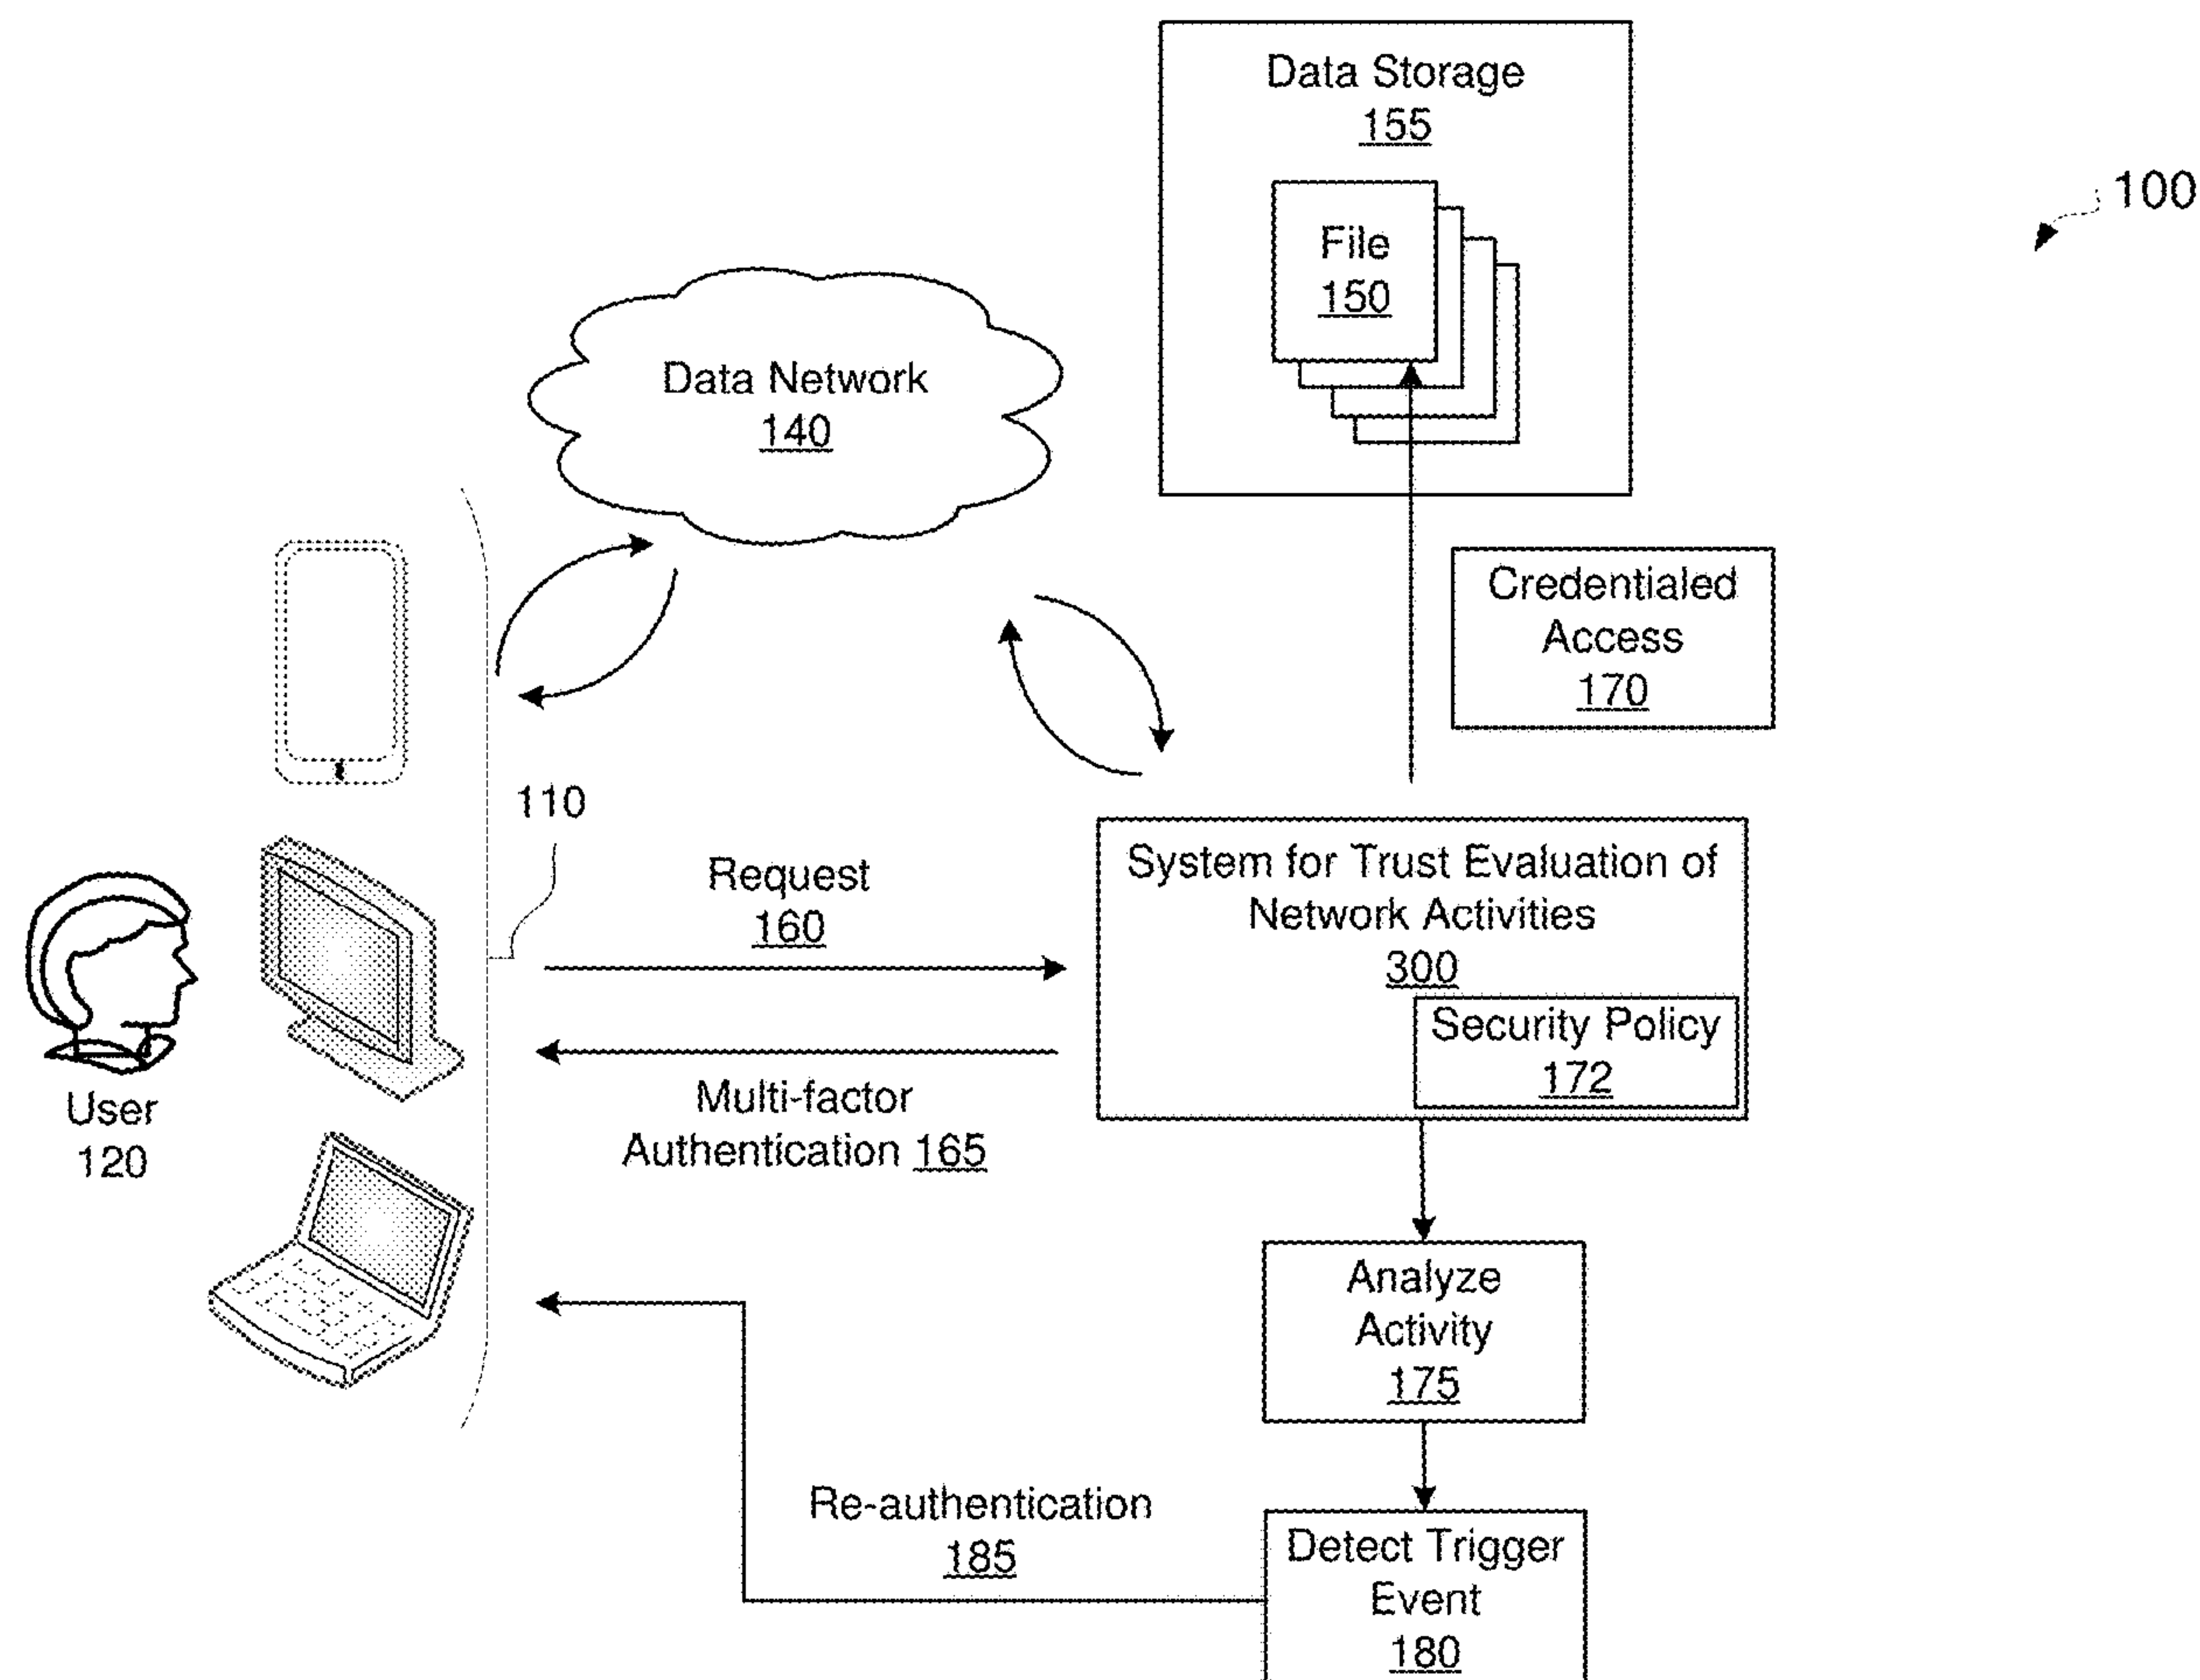 Data Storage
155
100
File
150
Data Network
140
Credentialed
Access
170
110
System for Trust Evaluation of
Network Activities
300
Request
160
Security Policy
172
Multi-factor
Authentication 165
User
120
Analyze
Activity
175
Re-authentication
185
Detect Trigger
Event
180